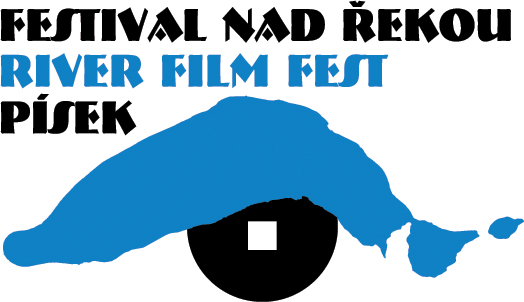 FESTIVAL NAD ŘEKOU
RIVER FILM FEST
PÍSEK